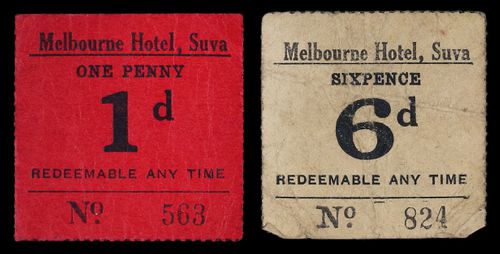 Melbourne Hotel, Suva
ONE PENNY
1d
REDEEMABLE ANY TIME
No 563
Melbourne Hotel, Suva
SIXPENCE
6d
REDEEMABLE ANY TIME
No 824